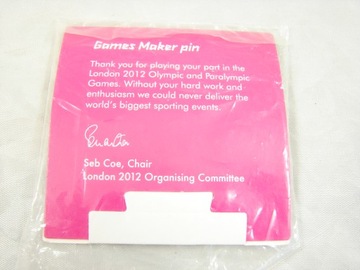 Games Maker pin
Thank you for playing your part in the
London 2012 Olympic and Paralympic
Games. Without your hard work and
enthusiasm we could never deliver the
world's biggest sporting events.
Seb Coe, Chair
London 2012 Organising Committee